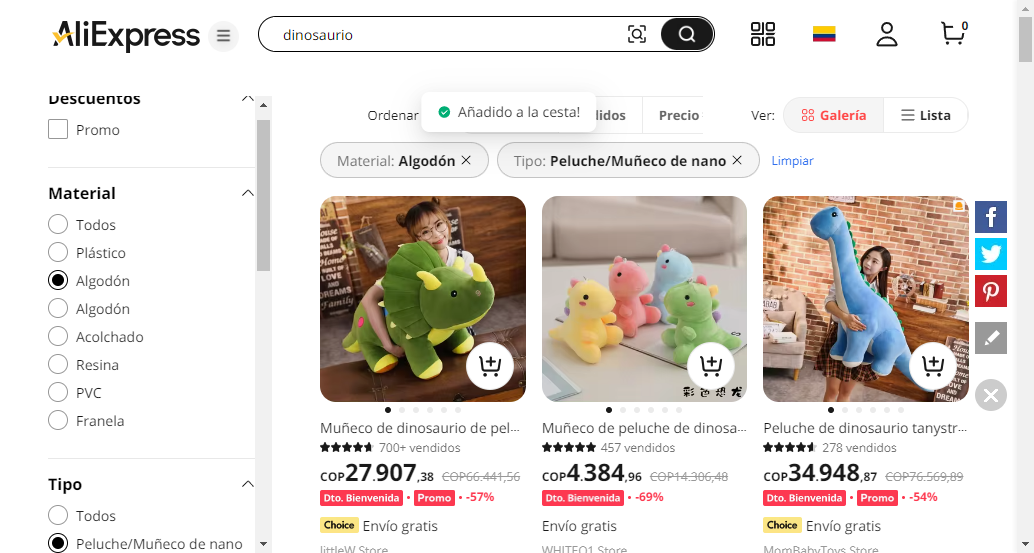 AliExpress
dinosaurio
0
Descuentos
Promo
Material
Todos
Plástico
Algodón
Algodón
Acolchado
Resina
PVC
Franela
Tipo
Todos
Peluche/Muñeco de nano
Ordenar
Añadido a la cesta!
didos
Precio
Ver:
Galería
Lista
Material: Algodón
Tipo: Peluche/Muñeco de nano
Limpiar
Muñeco de dinosaurio de pel...
700+ vendidos
COP27.907,38 COP66.441,56
Dto. Bienvenida • Promo • -57%
Choice Envío gratis
littleW Store
彩色恐龙
Muñeco de peluche de dinosa...
457 vendidos
COP4.384,96 COP14.306,48
Dto. Bienvenida • -69%
Envío gratis
WHITEO1 Store
Peluche de dinosaurio tanystr...
278 vendidos
COP34.948,87 COP76.569,89
Dto. Bienvenida • Promo • -54%
Choice Envío gratis
MomBabyToys Store